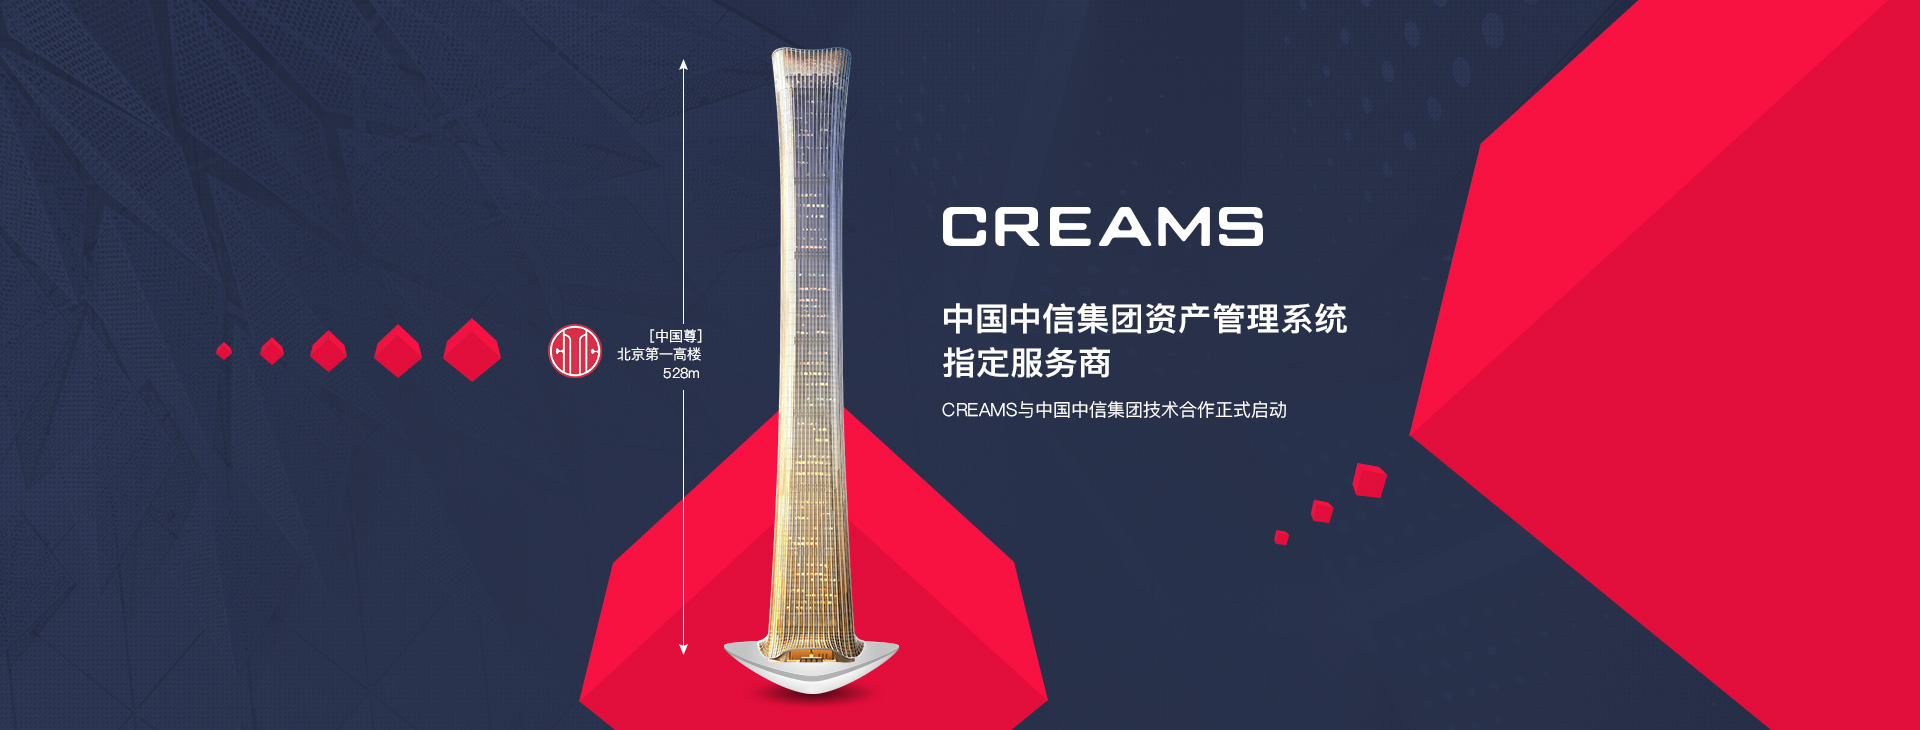 [中国尊]
北京第一高楼
528m
CREAMS
中国中信集团资产管理系统
指定服务商
CREAMS与中国中信集团技术合作正式启动